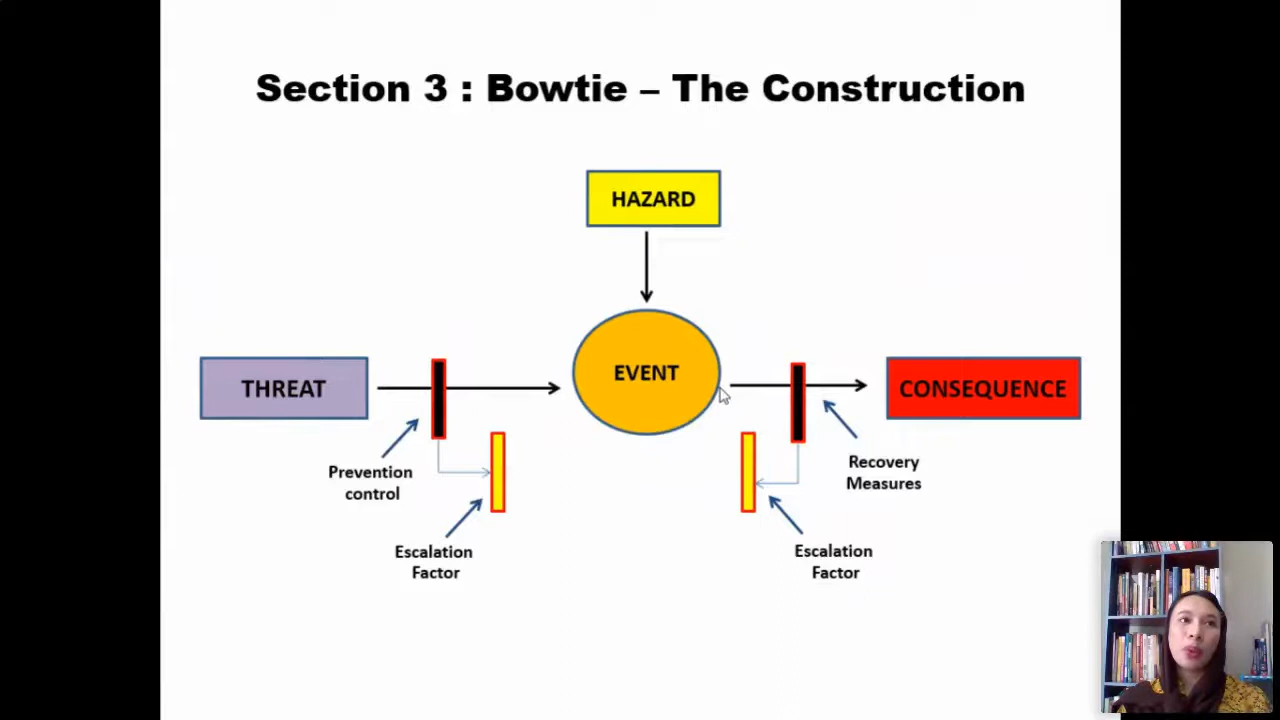 Section 3 : Bowtie – The Construction
HAZARD
THREAT
EVENT
CONSEQUENCE
Prevention
control
Recovery
Measures
Escalation
Factor
Escalation
Factor